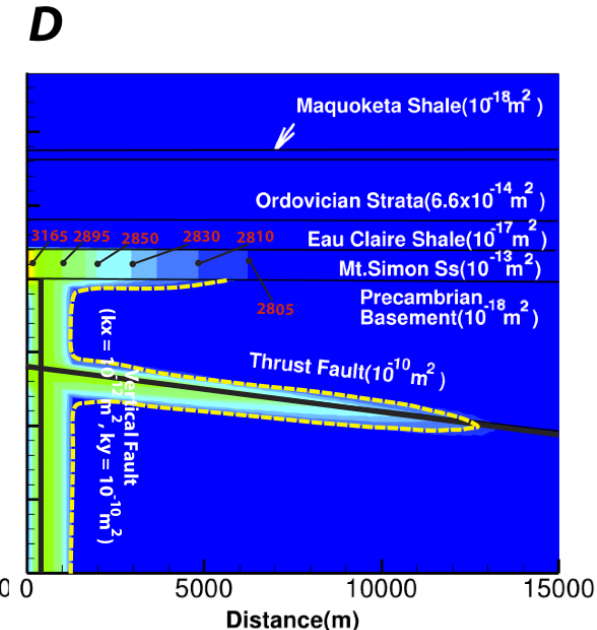 D
Maquoketa Shale(10⁻¹⁸m²)
Ordovician Strata(6.6x10⁻¹⁴m²)
3165 2895 2850 2830 2810
Eau Claire Shale(10⁻¹⁷m²)
Mt.Simon Ss(10⁻¹³m²)
2805
Precambrian
Basement(10⁻¹⁸m²)
Thrust Fault(10⁻¹⁰m²)
Vertical Fault
(kx = 10⁻¹²m², ky = 10⁻¹⁰m²)
0 0 5000 10000 15000
Distance(m)